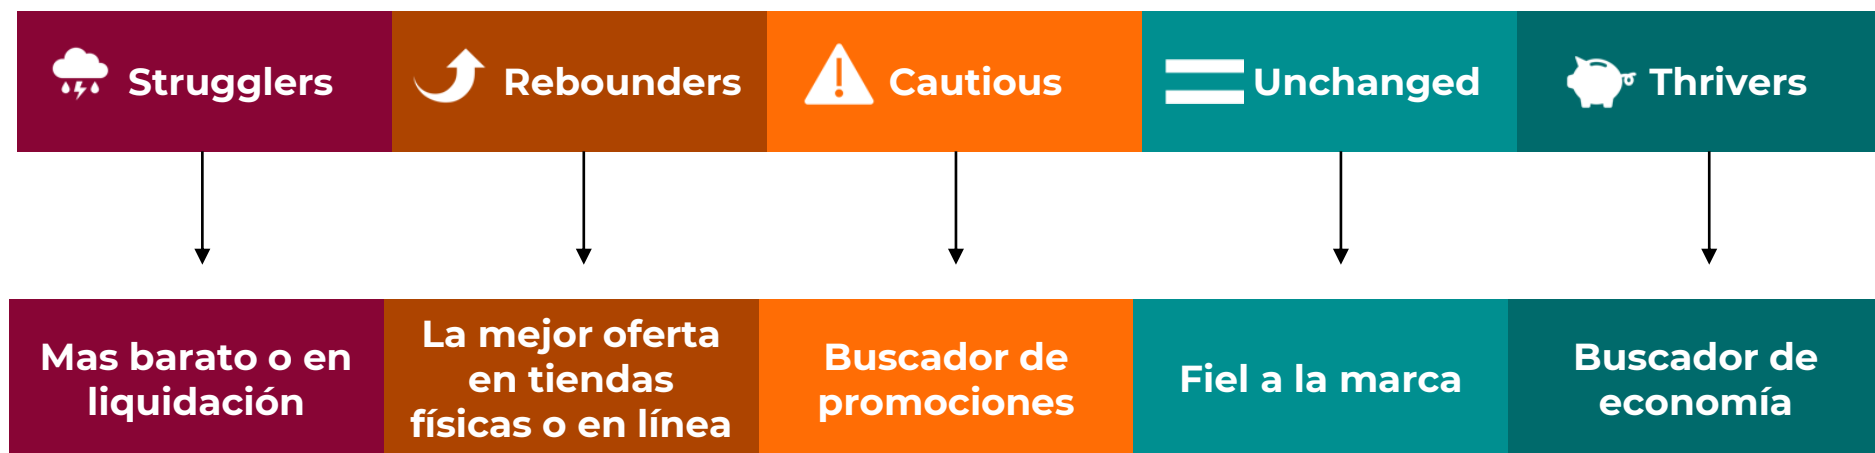 Strugglers
Rebounders
Cautious
Unchanged
Thrivers
Mas barato o en
liquidación
La mejor oferta
en tiendas
físicas o en línea
Buscador de
promociones
Fiel a la marca
Buscador de
economía